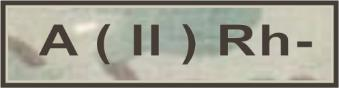 A ( II ) Rh-